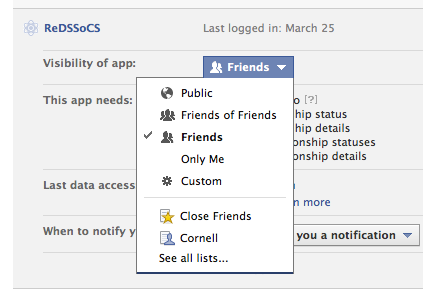 ReDSSoCS Last logged in: March 25
Visibility of app: Friends
Public
This app needs: o [?]
Friends of Friends hip status
hip details
Friends onship statuses
Only Me onship details
Custom
Last data access
Close Friends n more
Cornell
When to notify y you a notification
See all lists...